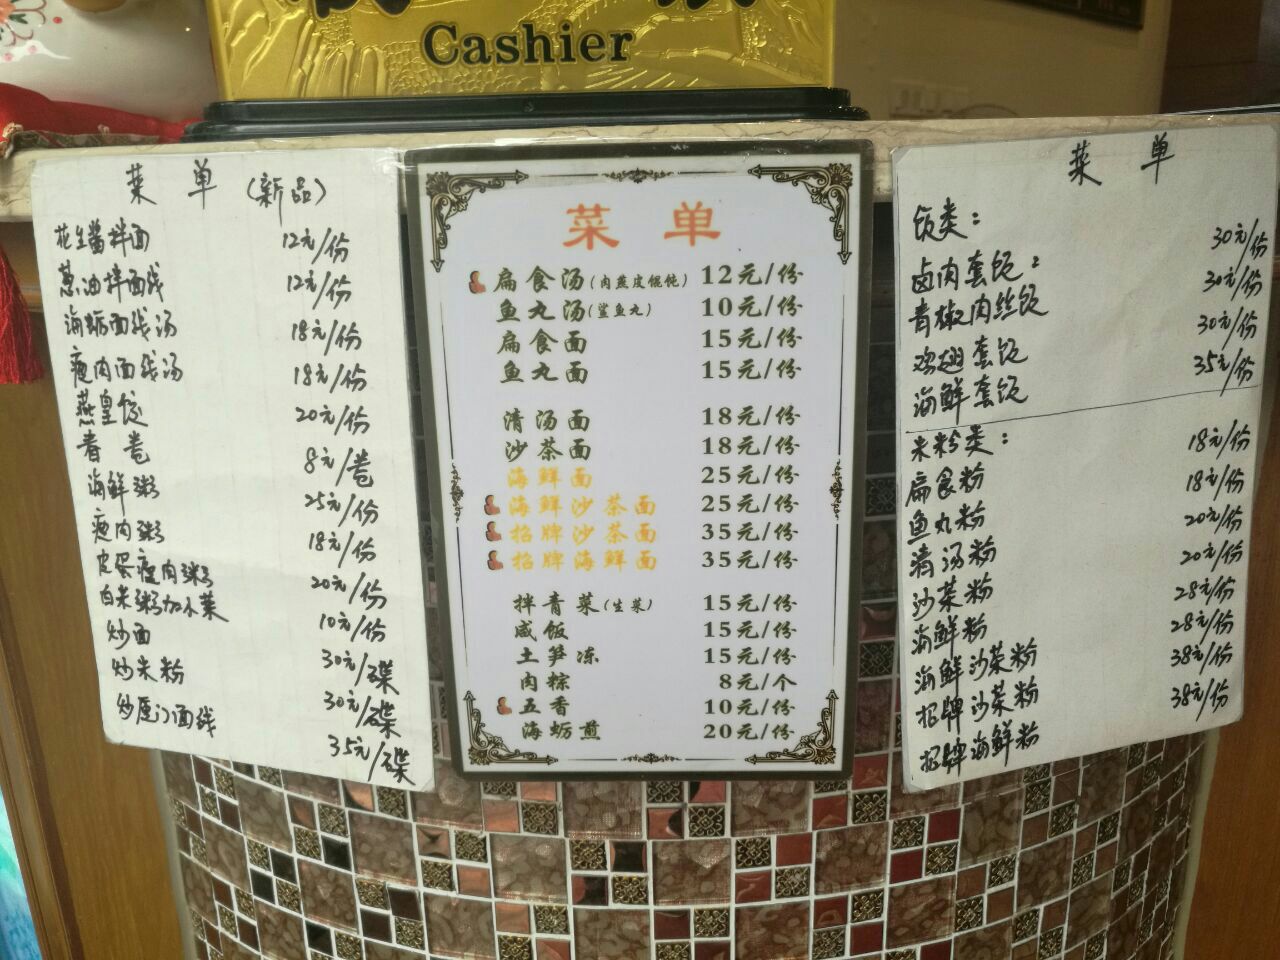 Cashier
菜单(新品)
花生酱拌面 12元/份
葱油拌面线 12元/份
海蛎面线汤 18元/份
瘦肉面线汤 18元/份
燕皇饺 20元/份
春卷 8元/卷
海鲜粥 25元/份
瘦肉粥 18元/份
皮蛋瘦肉粥 20元/份
白米粥加小菜 10元/份
炒面 30元/碟
炒米粉 30元/碟
炒厦门面线 35元/碟
菜单
扁食汤(肉燕皮馄饨) 12元/份
鱼丸汤(鲨鱼丸) 10元/份
扁食面 15元/份
鱼丸面 15元/份
清汤面 18元/份
沙茶面 18元/份
海鲜面 25元/份
海鲜沙茶面 25元/份
招牌沙茶面 35元/份
招牌海鲜面 35元/份
拌青菜(生菜) 15元/份
咸饭 15元/份
土笋冻 15元/份
肉粽 8元/个
五香 10元/份
海蛎煎 20元/份
菜单
饭类:
卤肉套饭: 30元/份
青椒肉丝饭 30元/份
鸡翅套饭 30元/份
海鲜套饭 35元/份
米粉类:
扁食粉 18元/份
鱼丸粉 18元/份
清汤粉 20元/份
沙菜粉 20元/份
海鲜粉 28元/份
海鲜沙菜粉 28元/份
招牌沙菜粉 38元/份
招牌海鲜粉 38元/份